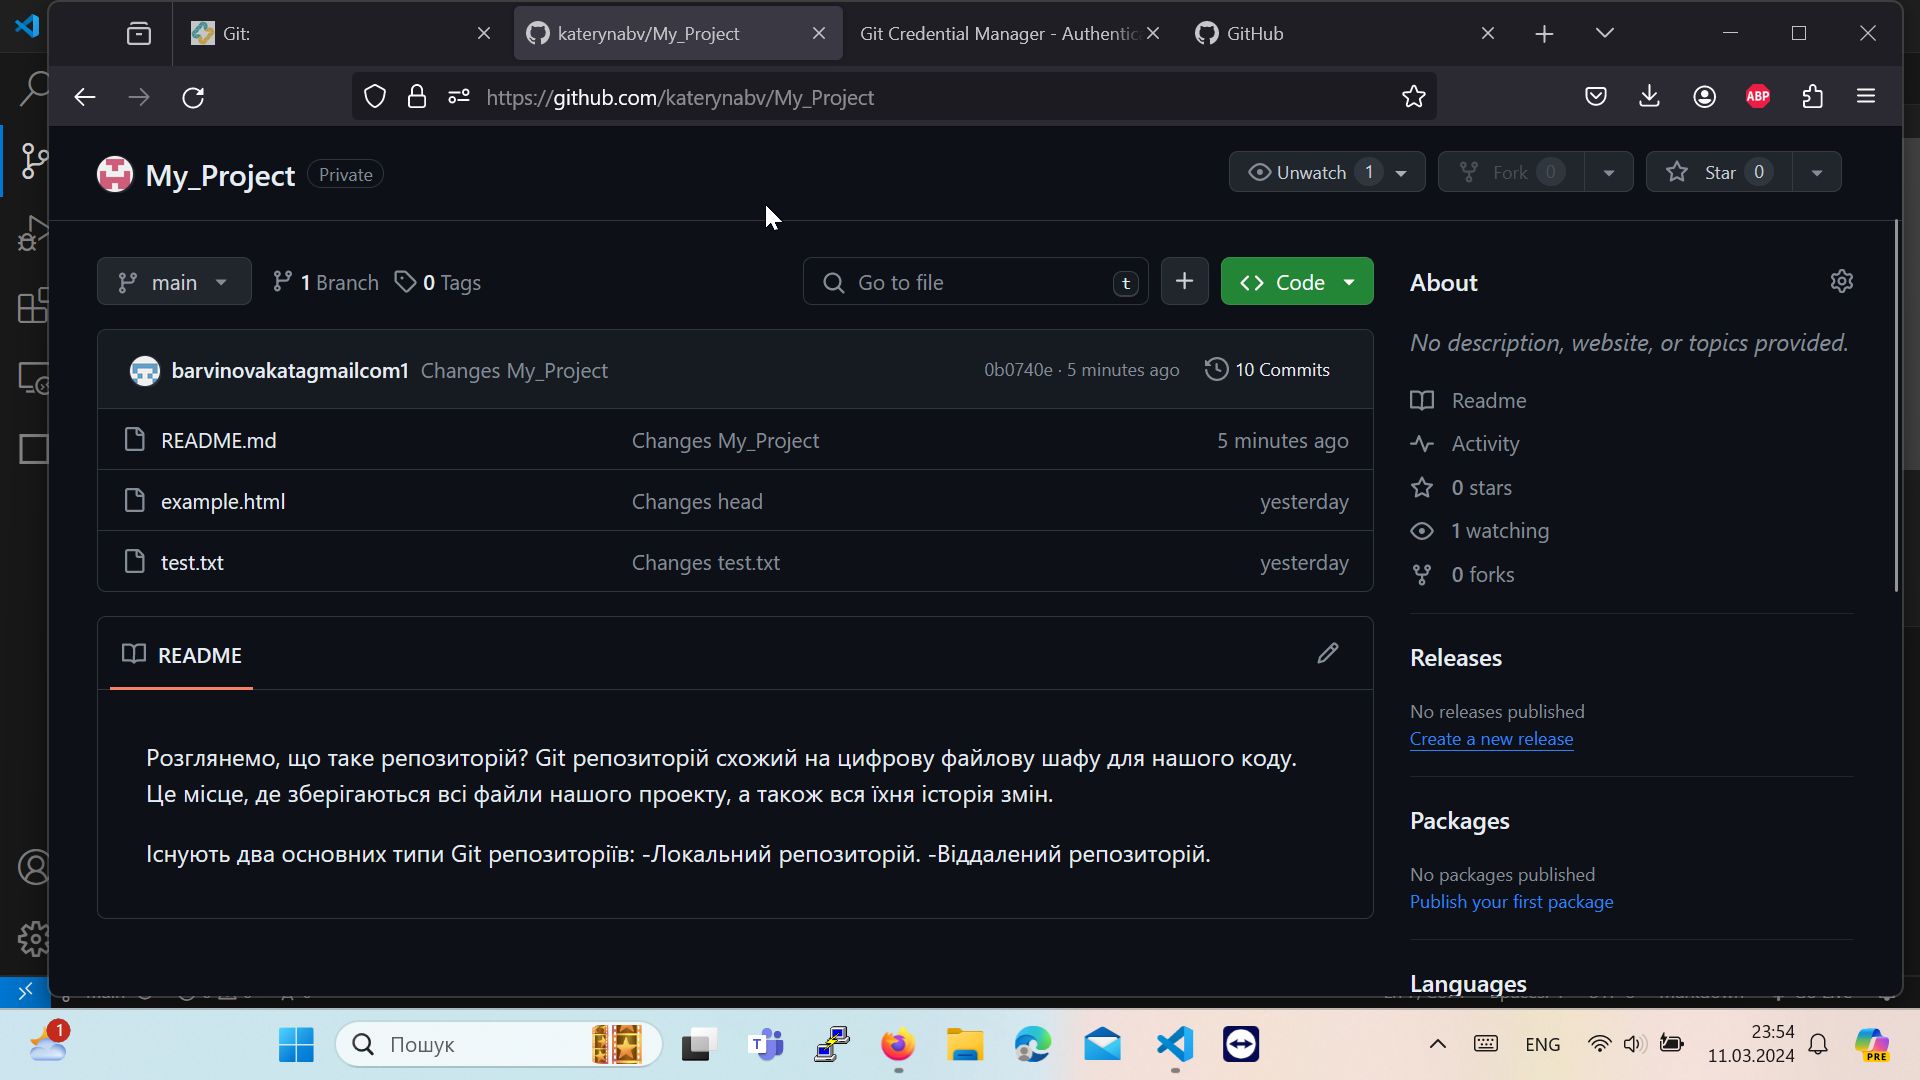 Git:
katerynabv/My_Project
Git Credential Manager - Authentic
GitHub
https://github.com/katerynabv/My_Project
ABP
My_Project
Private
Unwatch 1
Fork 0
Star 0
main
1 Branch
0 Tags
Go to file
t
Code
About
No description, website, or topics provided.
barvinovakatagmailcom1 Changes My_Project
0b0740e · 5 minutes ago
10 Commits
README.md
Changes My_Project
5 minutes ago
example.html
Changes head
yesterday
test.txt
Changes test.txt
yesterday
Readme
Activity
0 stars
1 watching
0 forks
README
Розглянемо, що таке репозиторій? Git репозиторій схожий на цифрову файлову шафу для нашого коду.
Це місце, де зберігаються всі файли нашого проекту, а також вся їхня історія змін.
Існують два основних типи Git репозиторіїв: -Локальний репозиторій. -Віддалений репозиторій.
Releases
No releases published
Create a new release
Packages
No packages published
Publish your first package
Languages
1
Пошук
ENG
23:54
11.03.2024
PRE